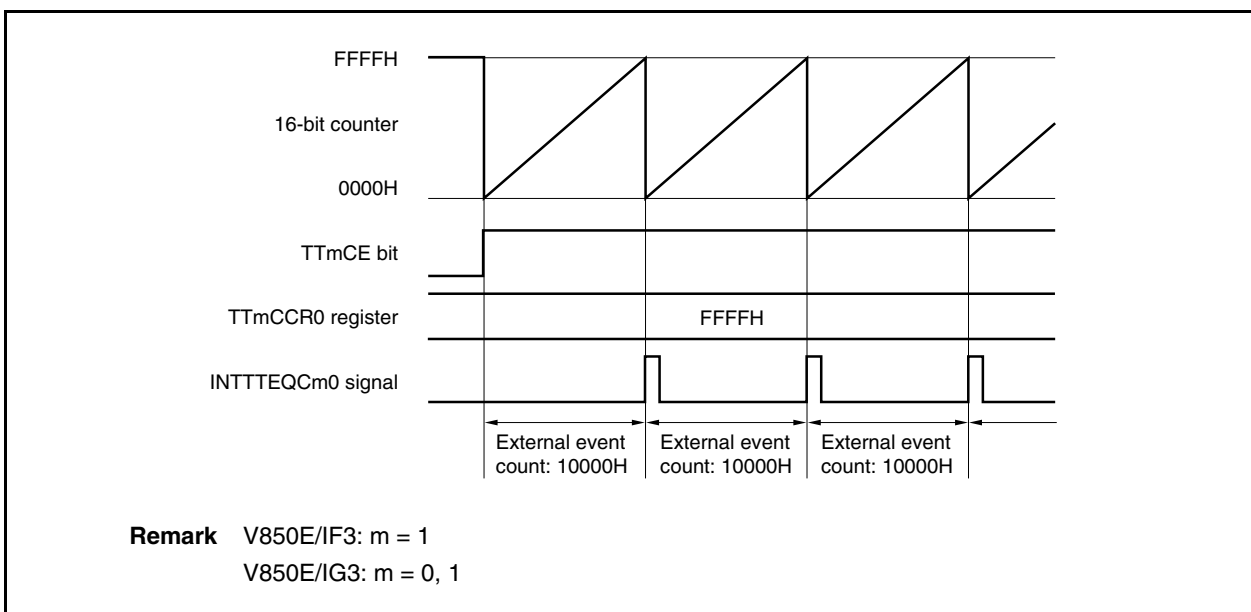 FFFFH
16-bit counter
0000H
TTmCE bit
TTmCCR0 register
FFFFH
INTTTEQCm0 signal
External event
count: 10000H
External event
count: 10000H
External event
count: 10000H
Remark V850E/IF3: m = 1
V850E/IG3: m = 0, 1